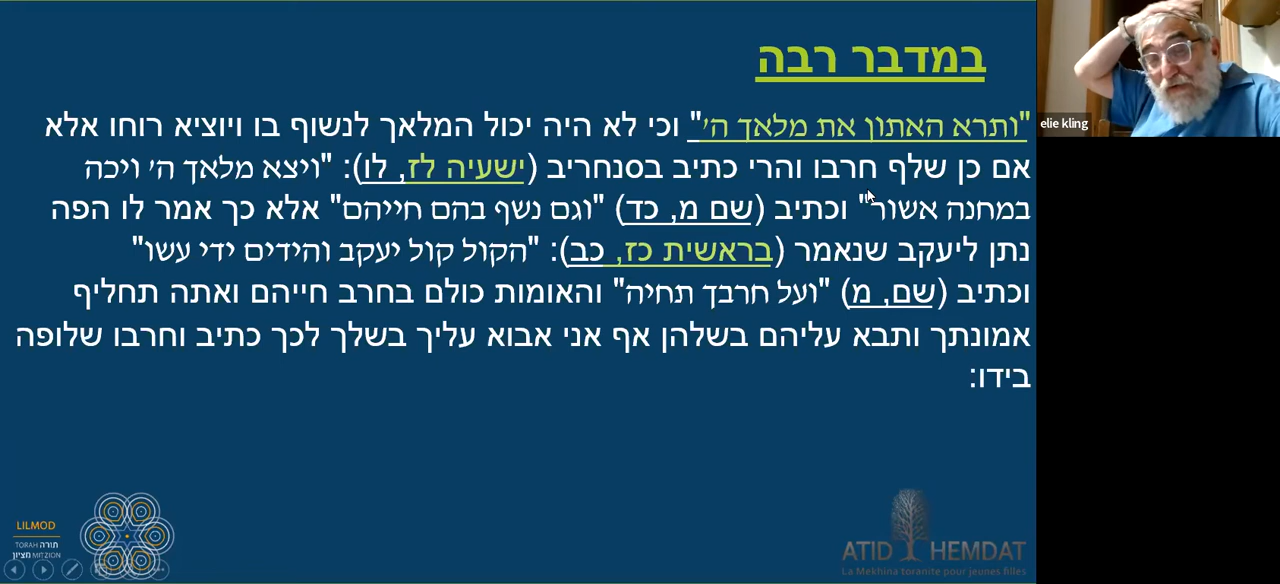 במדבר רבה
"ותרא האתון את מלאך ה'" וכי לא היה יכול המלאך לנשוף בו ויוציא רוחו אלא
אם כן שלף חרבו והרי כתיב בסנחריב (ישעיה לז, לו): "ויצא מלאך ה' ויכה
במחנה אשור" וכתיב (שם מ, כד) "וגם נשף בהם חייהם" אלא כך אמר לו הפה
נתן ליעקב שנאמר (בראשית כז, כב): "הקול קול יעקב והידים ידי עשו"
וכתיב (שם, מ) "ועל חרבך תחיה" והאומות כולם בחרב חייהם ואתה תחליף
אמונתך ותבא עליהם בשלהן אף אני אבוא עליך בשלך לכך כתיב וחרבו שלופה
בידו:
elie kling
LILMOD
תורה TORAH
מציון MITZION
ATID HEMDAT
La Mekhina toranite pour jeunes filles